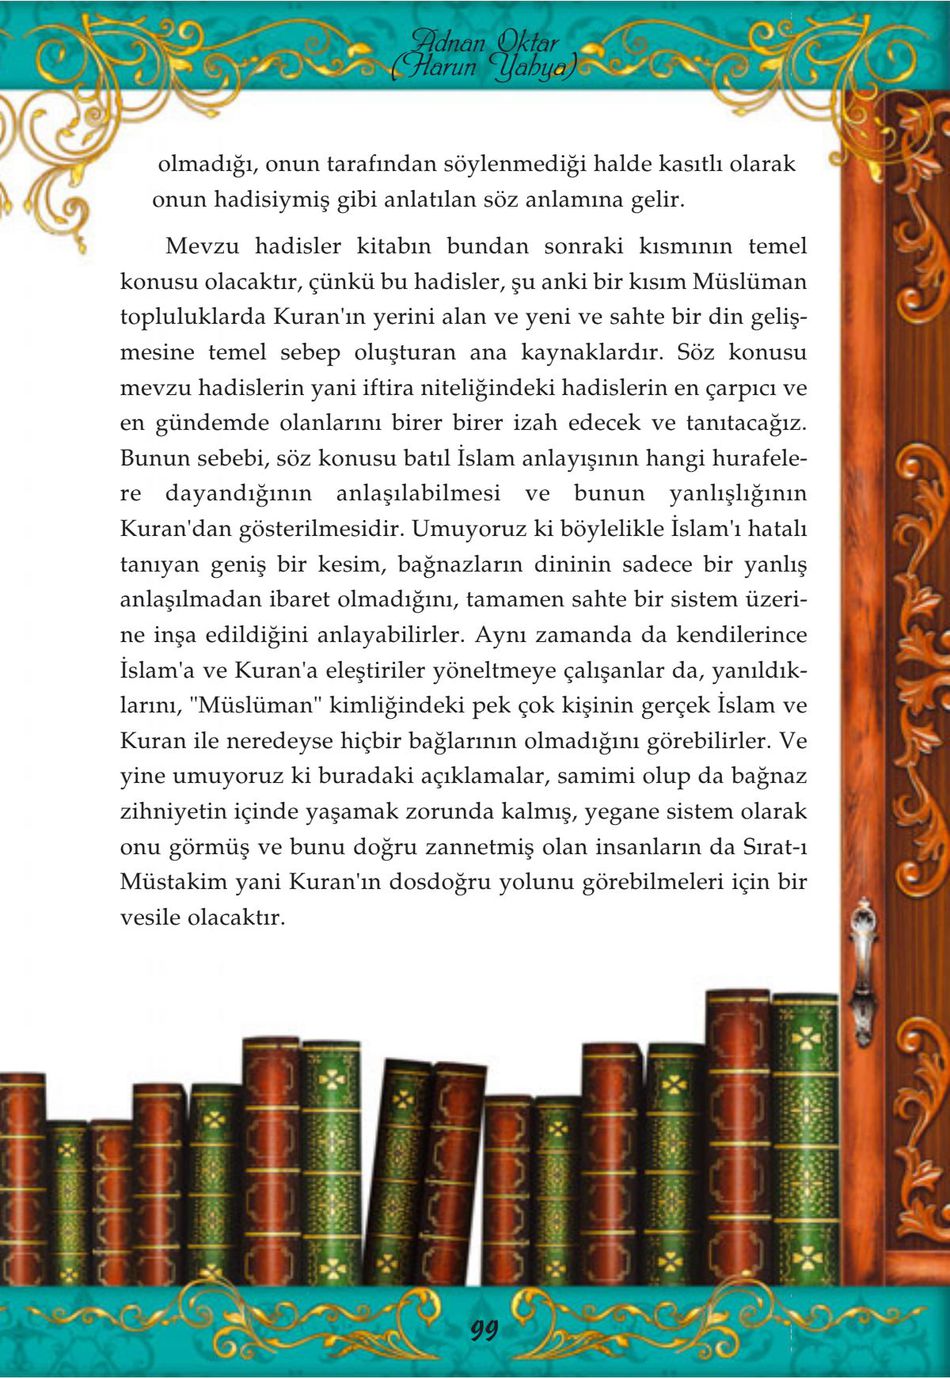 Adnan Oktar
(Harun Yahya)
olmadığı, onun tarafından söylenmediği halde kasıtlı olarak
onun hadisiymiş gibi anlatılan söz anlamına gelir.
Mevzu hadisler kitabın bundan sonraki kısmının temel
konusu olacaktır, çünkü bu hadisler, şu anki bir kısım Müslüman
topluluklarda Kuran'ın yerini alan ve yeni ve sahte bir din geliş-
mesine temel sebep oluşturan ana kaynaklardır. Söz konusu
mevzu hadislerin yani iftira niteliğindeki hadislerin en çarpıcı ve
en gündemde olanlarını birer birer izah edecek ve tanıtacağız.
Bunun sebebi, söz konusu batıl İslam anlayışının hangi hurafele-
re dayandığının anlaşılabilmesi ve bunun yanlışlığının
Kuran'dan gösterilmesidir. Umuyoruz ki böylelikle İslam'ı hatalı
tanıyan geniş bir kesim, bağnazların dininin sadece bir yanlış
anlaşılmadan ibaret olmadığını, tamamen sahte bir sistem üzeri-
ne inşa edildiğini anlayabilirler. Aynı zamanda da kendilerince
İslam'a ve Kuran'a eleştiriler yöneltmeye çalışanlar da, yanıldık-
larını, "Müslüman" kimliğindeki pek çok kişinin gerçek İslam ve
Kuran ile neredeyse hiçbir bağlarının olmadığını görebilirler. Ve
yine umuyoruz ki buradaki açıklamalar, samimi olup da bağnaz
zihniyetin içinde yaşamak zorunda kalmış, yegane sistem olarak
onu görmüş ve bunu doğru zannetmiş olan insanların da Sırat-ı
Müstakim yani Kuran'ın dosdoğru yolunu görebilmeleri için bir
vesile olacaktır.
99